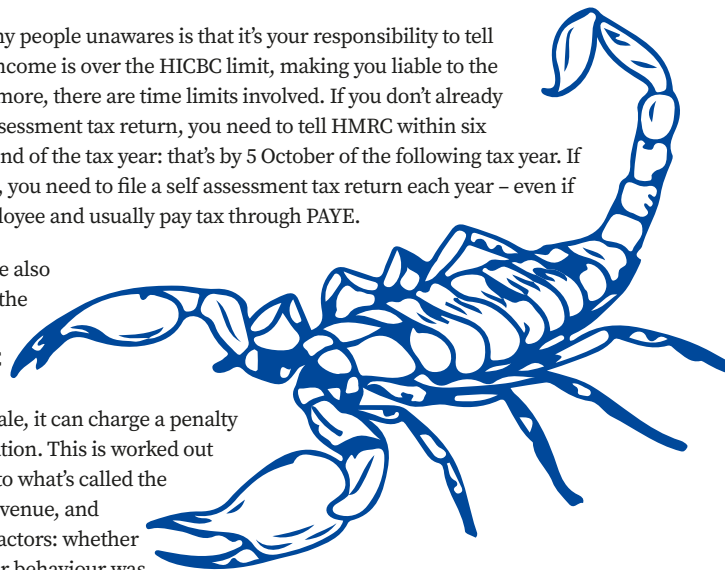 ny people unawares is that it’s your responsibility to tell
ncome is over the HICBC limit, making you liable to the
more, there are time limits involved. If you don’t already
ssessment tax return, you need to tell HMRC within six
nd of the tax year: that’s by 5 October of the following tax year. If
, you need to file a self assessment tax return each year – even if
loyee and usually pay tax through PAYE.
e also
the
ale, it can charge a penalty
tion. This is worked out
to what’s called the
venue, and
actors: whether
r behaviour was